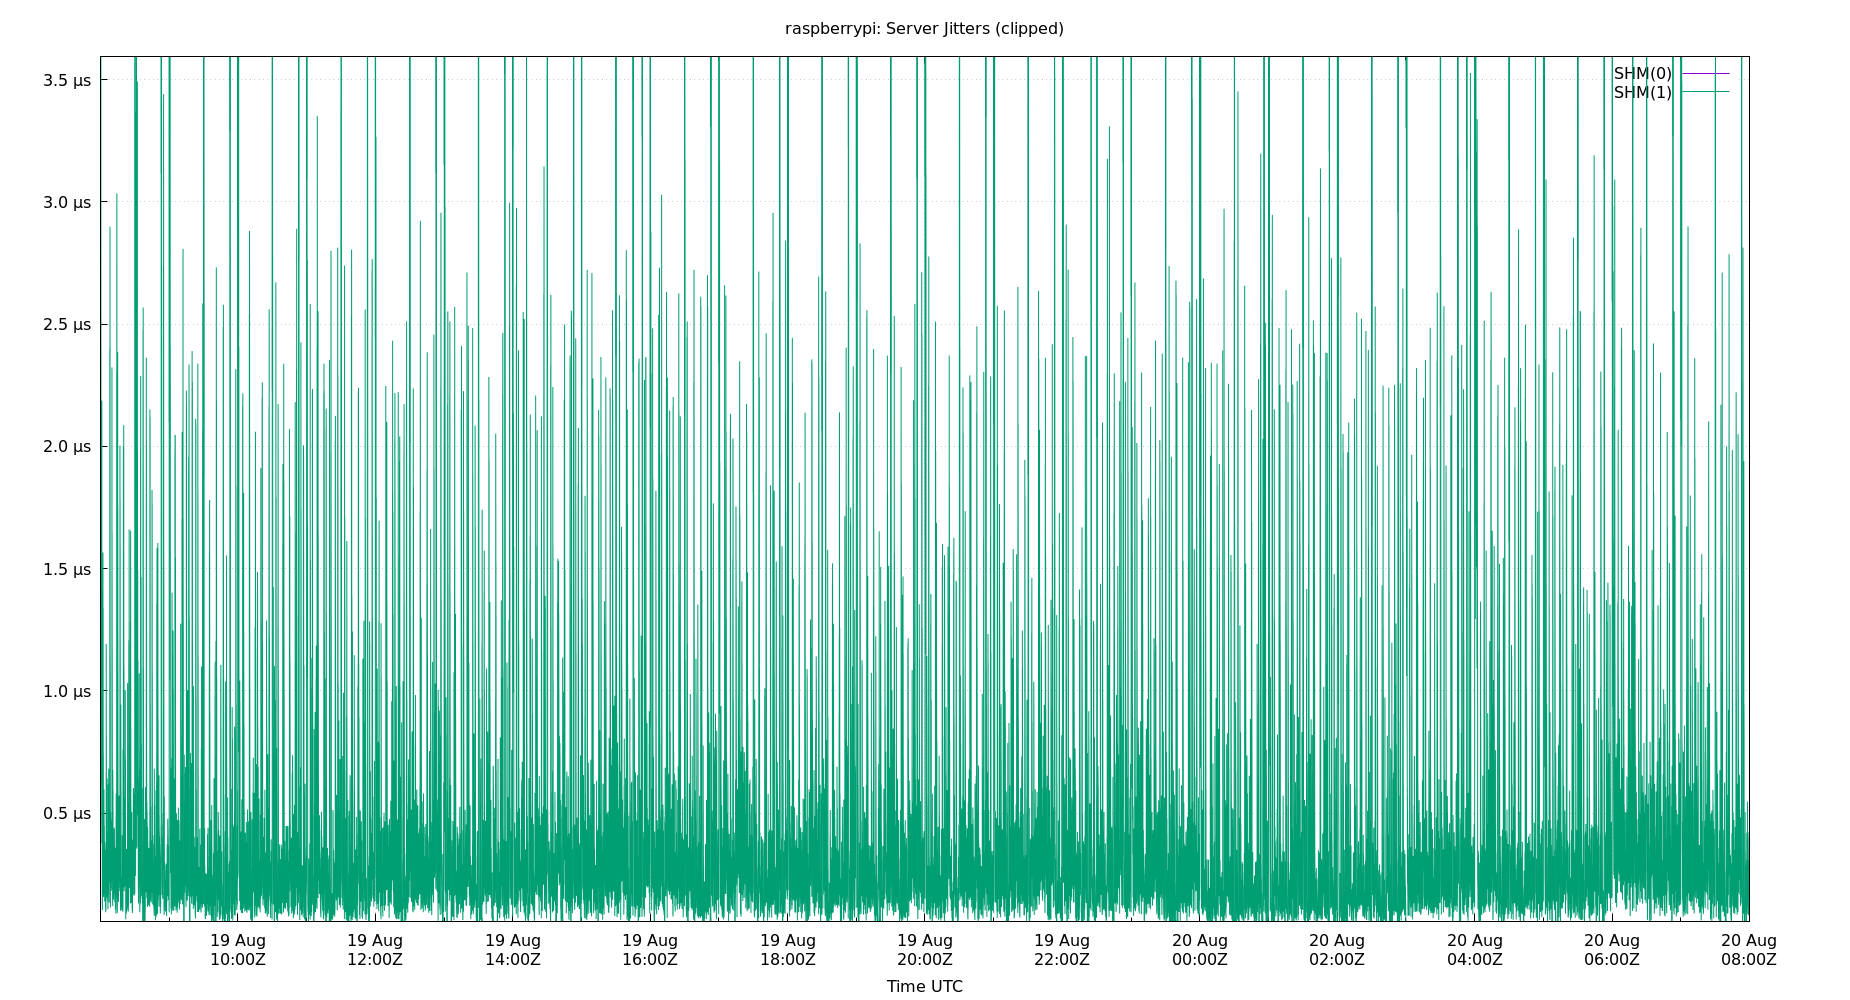 raspberrypi: Server Jitters (clipped)
SHM(0)
SHM(1)
3.5 µs
3.0 µs
2.5 µs
2.0 µs
1.5 µs
1.0 µs
0.5 µs
19 Aug 19 Aug 19 Aug 19 Aug 19 Aug 19 Aug 19 Aug 20 Aug 20 Aug 20 Aug 20 Aug 20 Aug
10:00Z 12:00Z 14:00Z 16:00Z 18:00Z 20:00Z 22:00Z 00:00Z 02:00Z 04:00Z 06:00Z 08:00Z
Time UTC